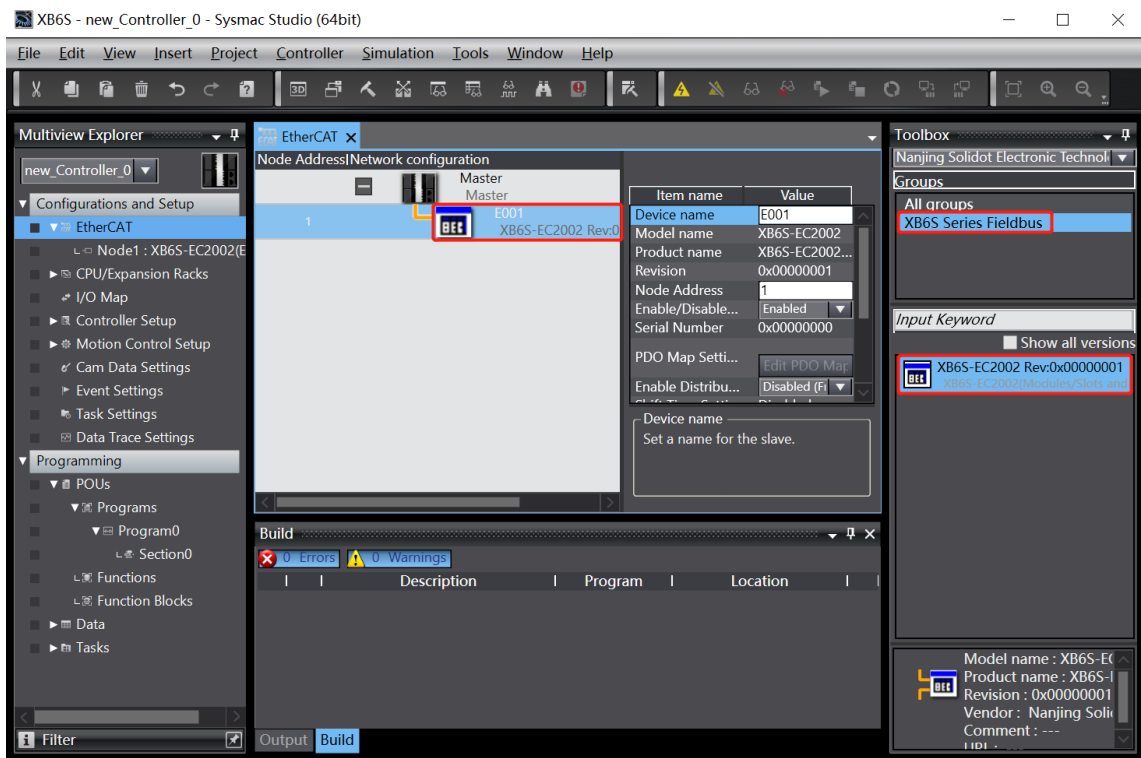 XB6S - new_Controller_0 - Sysmac Studio (64bit)
File Edit View Insert Project Controller Simulation Tools Window Help
Multiview Explorer
new_Controller_0
Configurations and Setup
EtherCAT
Node1 : XB6S-EC2002(E
CPU/Expansion Racks
I/O Map
Controller Setup
Motion Control Setup
Cam Data Settings
Event Settings
Task Settings
Data Trace Settings
Programming
POUs
Programs
Program0
Section0
Functions
Function Blocks
Data
Tasks
Filter
EtherCAT
Node Address Network configuration
Master
Master
1
E001
XB6S-EC2002 Rev:0
Item name Value
Device name E001
Model name XB6S-EC2002
Product name XB6S-EC2002...
Revision 0x00000001
Node Address 1
Enable/Disable... Enabled
Serial Number 0x00000000
PDO Map Setti... Edit PDO Map
Enable Distribu... Disabled (Fr
Device name
Set a name for the slave.
Build
0 Errors 0 Warnings
Description Program Location
Output Build
Toolbox
Nanjing Solidot Electronic Technol
Groups
All groups
XB6S Series Fieldbus
Input Keyword
Show all versions
XB6S-EC2002 Rev:0x00000001
XB6S-EC2002(Modules/Slots and
Model name : XB6S-E
Product name : XB6S-
Revision : 0x00000001
Vendor : Nanjing Soli
Comment : ---